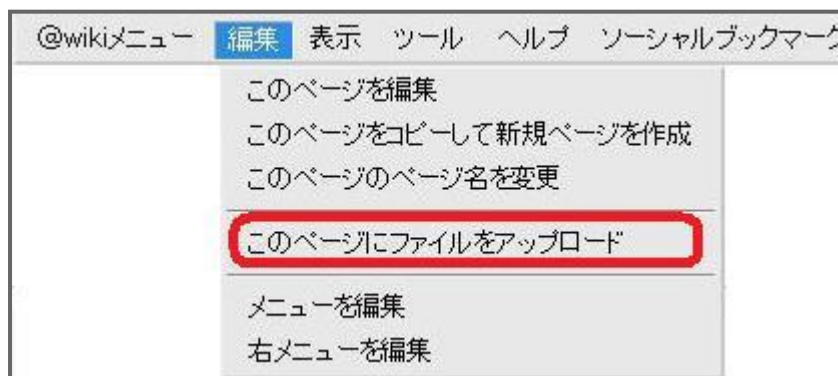 @wikiメニュー 編集 表示 ツール ヘルプ ソーシャルブックマーク
このページを編集
このページをコピーして新規ページを作成
このページのページ名を変更
このページにファイルをアップロード
メニューを編集
右メニューを編集